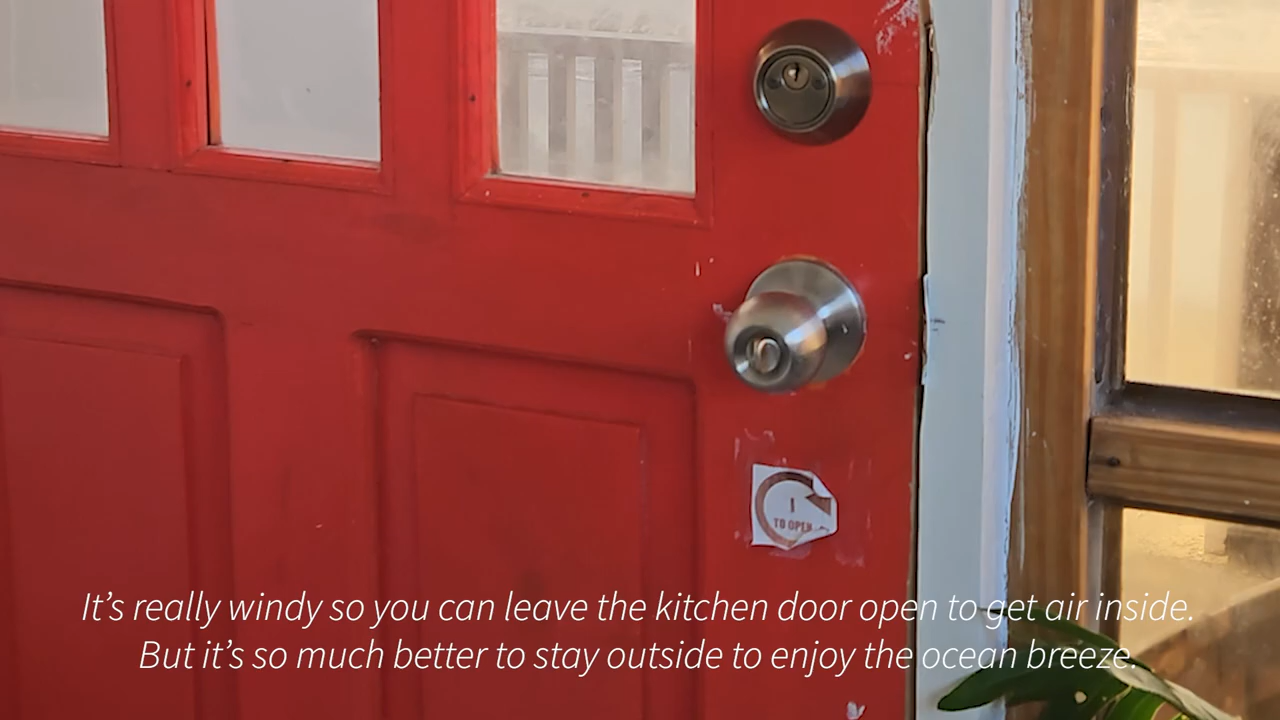 I
TO OPEN
It’s really windy so you can leave the kitchen door open to get air inside.
But it’s so much better to stay outside to enjoy the ocean breeze.